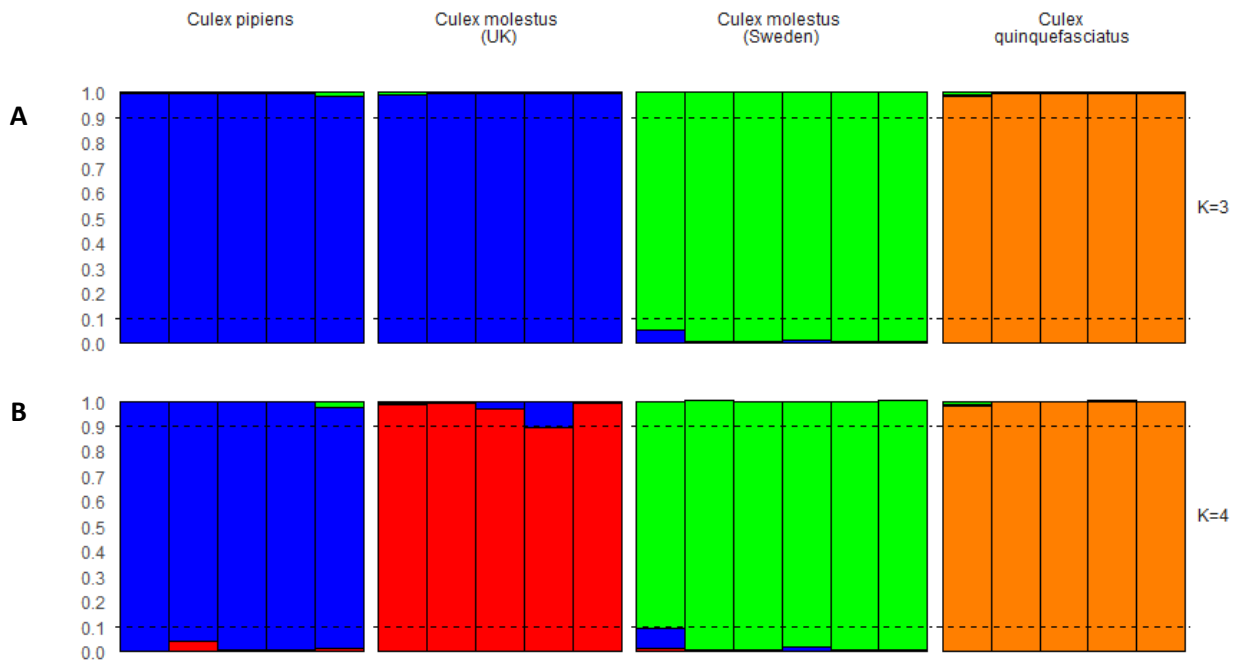 Culex pipiens
Culex molestus
(UK)
Culex molestus
(Sweden)
Culex
quinquefasciatus
A
1.0
0.9
0.8
0.7
0.6
0.5
0.4
0.3
0.2
0.1
0.0
K=3
B
1.0
0.9
0.8
0.7
0.6
0.5
0.4
0.3
0.2
0.1
0.0
K=4